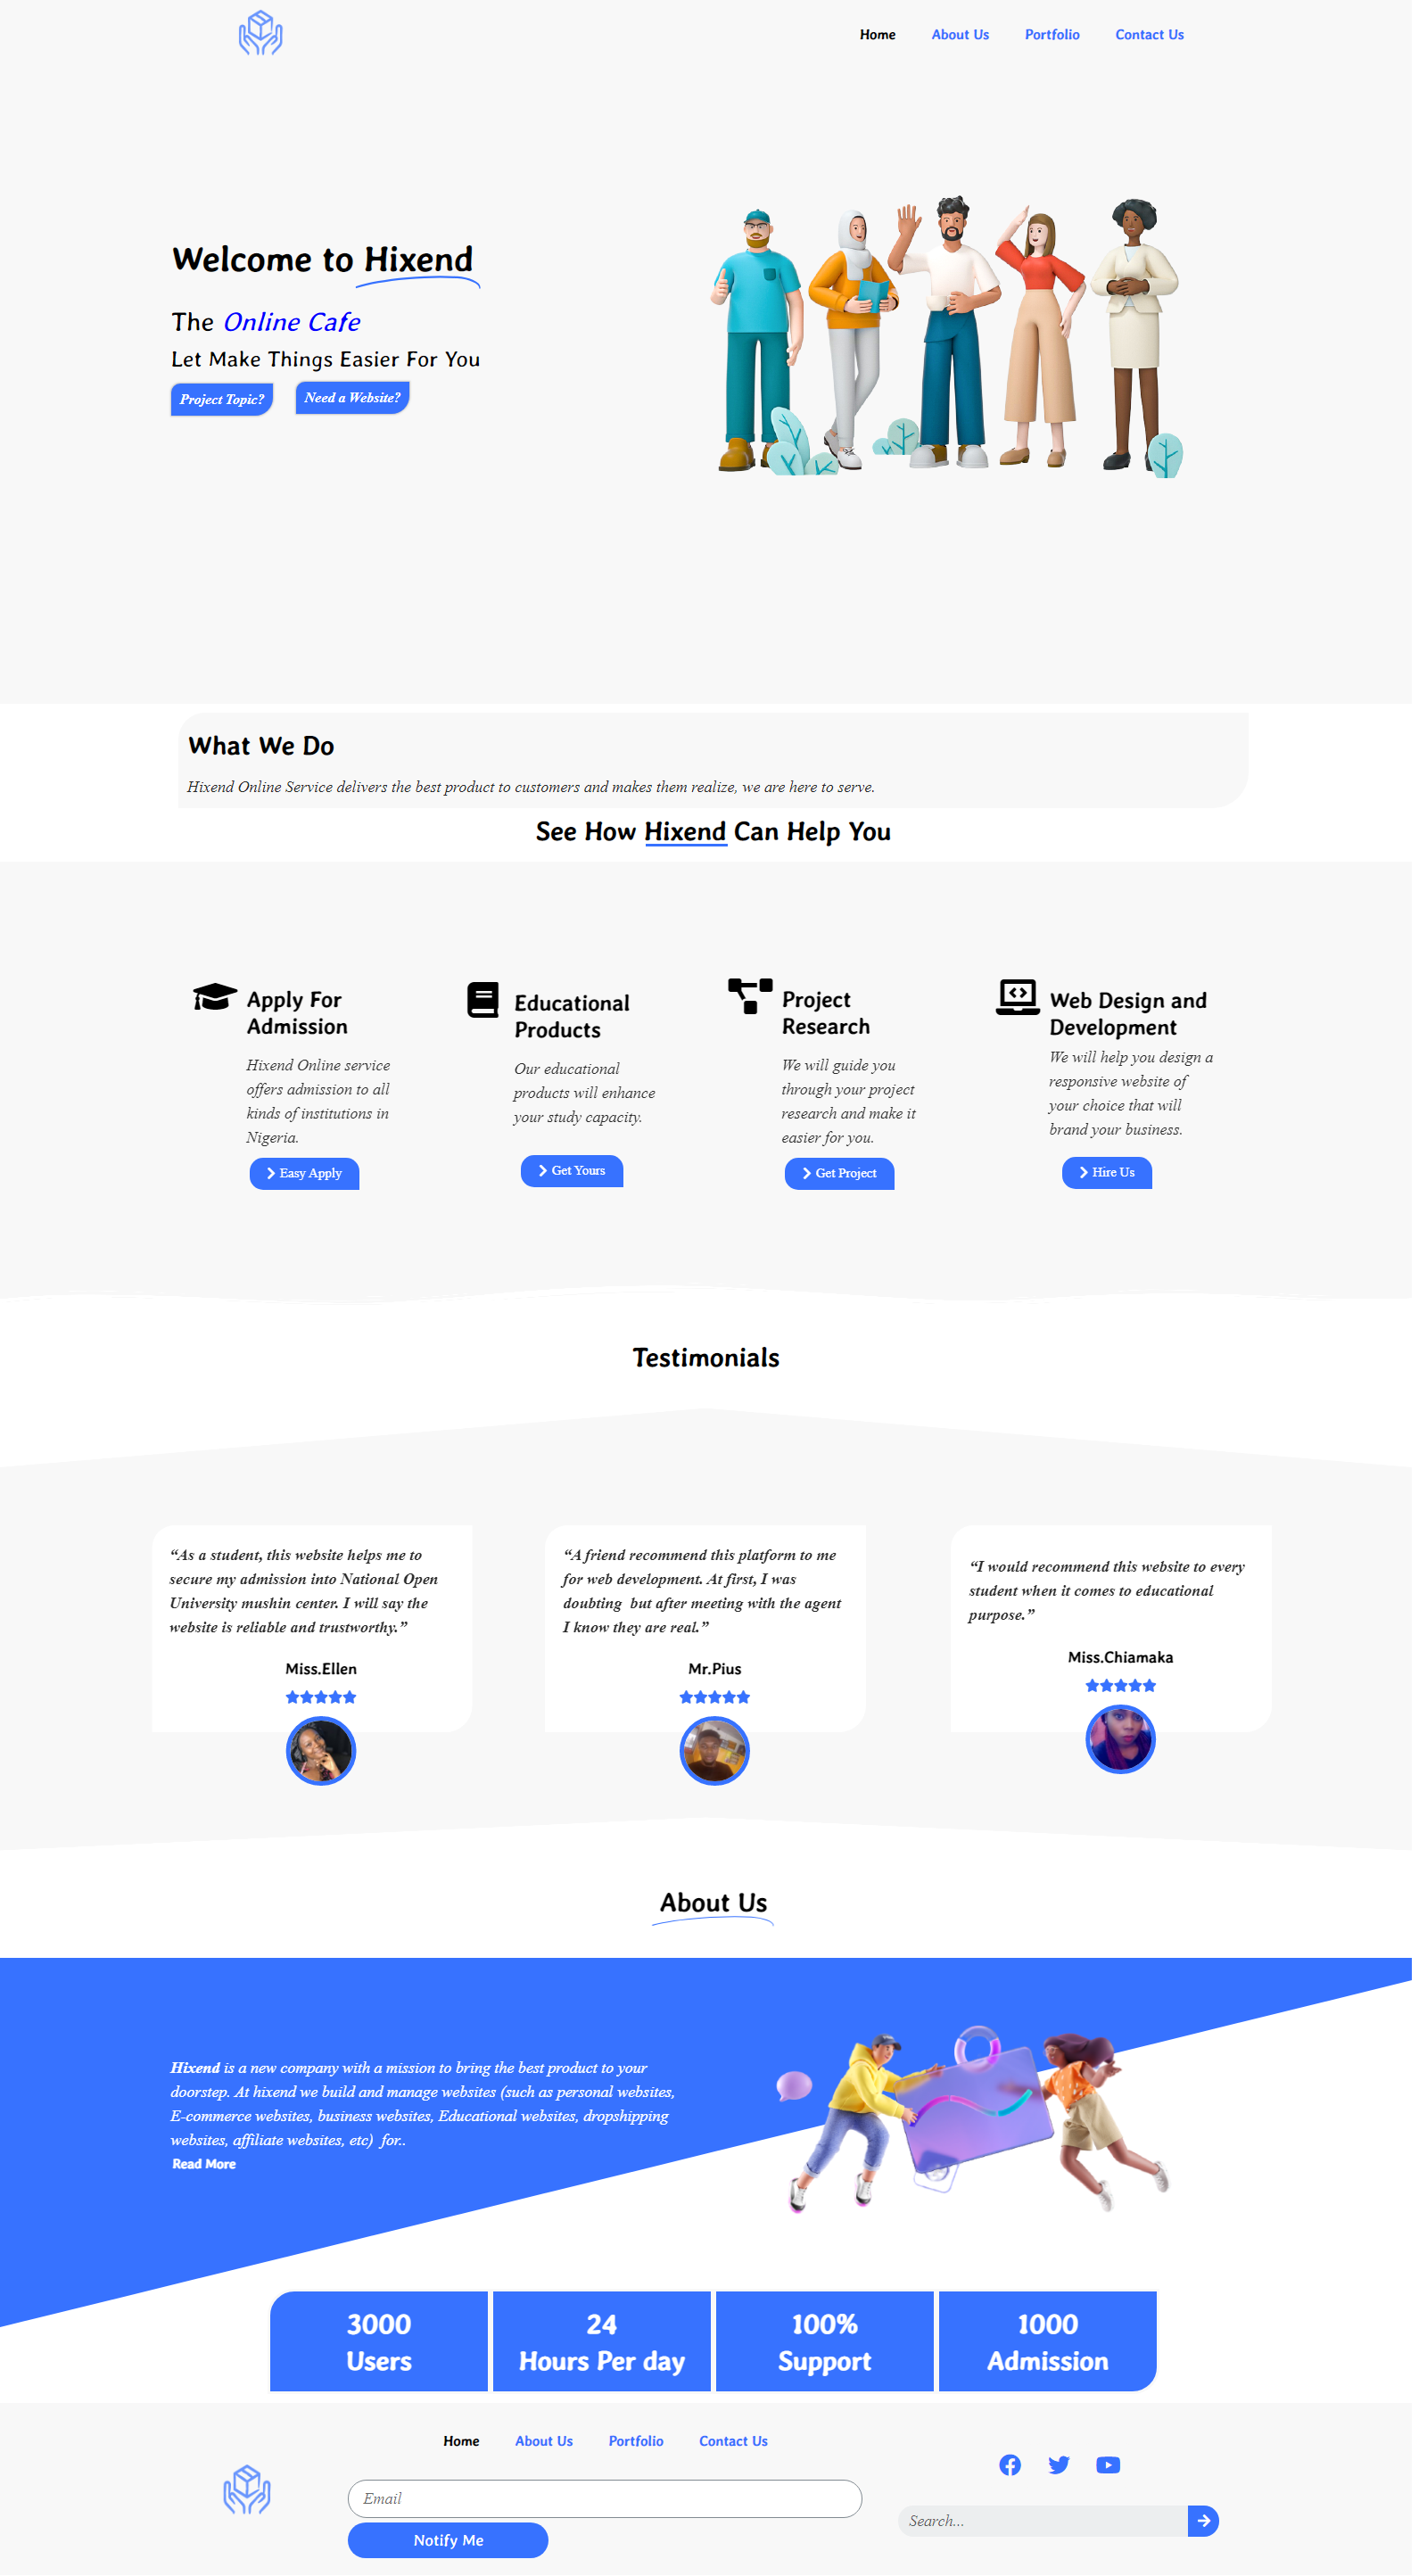 Home About Us Portfolio Contact Us
Welcome to Hixend
The Online Cafe
Let Make Things Easier For You
Project Topic? Need a Website?
What We Do
Hixend Online Service delivers the best product to customers and makes them realize, we are here to serve.
See How Hixend Can Help You
Apply For
Admission
Hixend Online service
offers admission to all
kinds of institutions in
Nigeria.
Easy Apply
Educational
Products
Our educational
products will enhance
your study capacity.
Get Yours
Project
Research
We will guide you
through your project
research and make it
easier for you.
Get Project
Web Design and
Development
We will help you design a
responsive website of
your choice that will
brand your business.
Hire Us
Testimonials
“As a student, this website helps me to
secure my admission into National Open
University mushin center. I will say the
website is reliable and trustworthy.”
Miss.Ellen
“A friend recommend this platform to me
for web development. At first, I was
doubting  but after meeting with the agent
I know they are real.”
Mr.Pius
“I would recommend this website to every
student when it comes to educational
purpose.”
Miss.Chiamaka
About Us
Hixend is a new company with a mission to bring the best product to your
doorstep. At hixend we build and manage websites (such as personal websites,
E-commerce websites, business websites, Educational websites, dropshipping
websites, affiliate websites, etc)  for..
Read More
3000
Users
24
Hours Per day
100%
Support
1000
Admission
Home About Us Portfolio Contact Us
Email
Notify Me
Search...